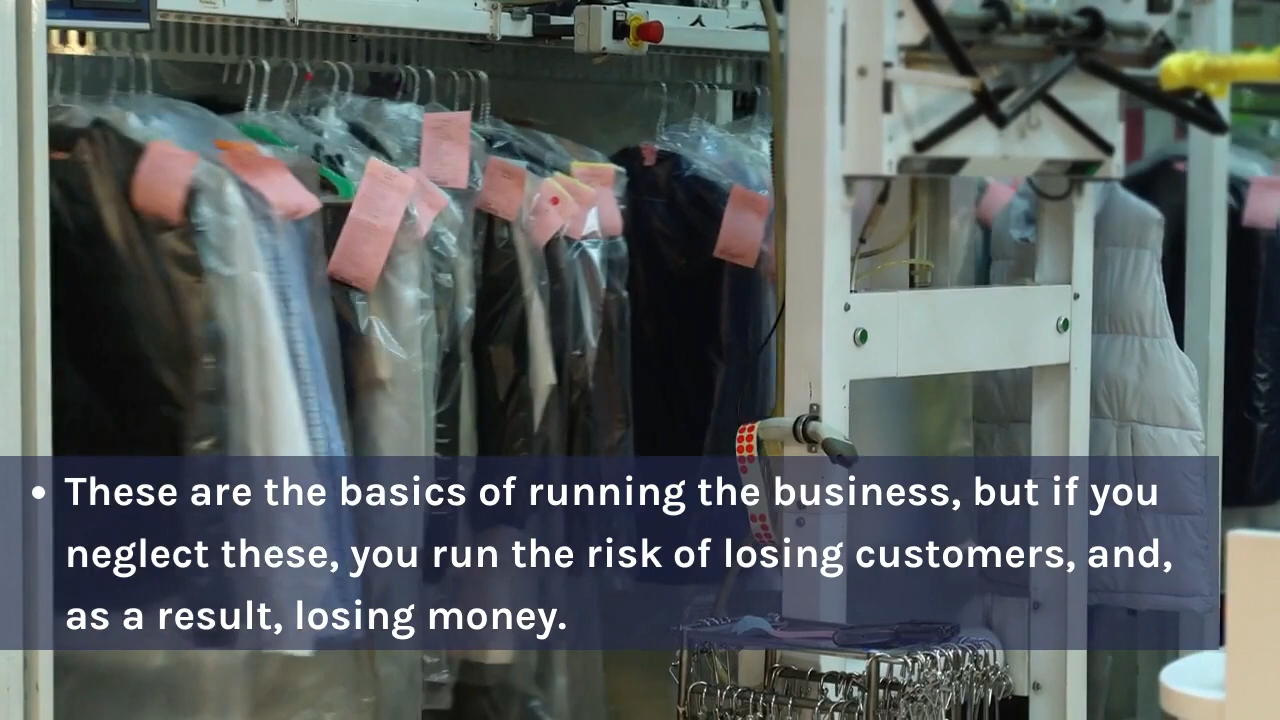 • These are the basics of running the business, but if you
neglect these, you run the risk of losing customers, and,
as a result, losing money.